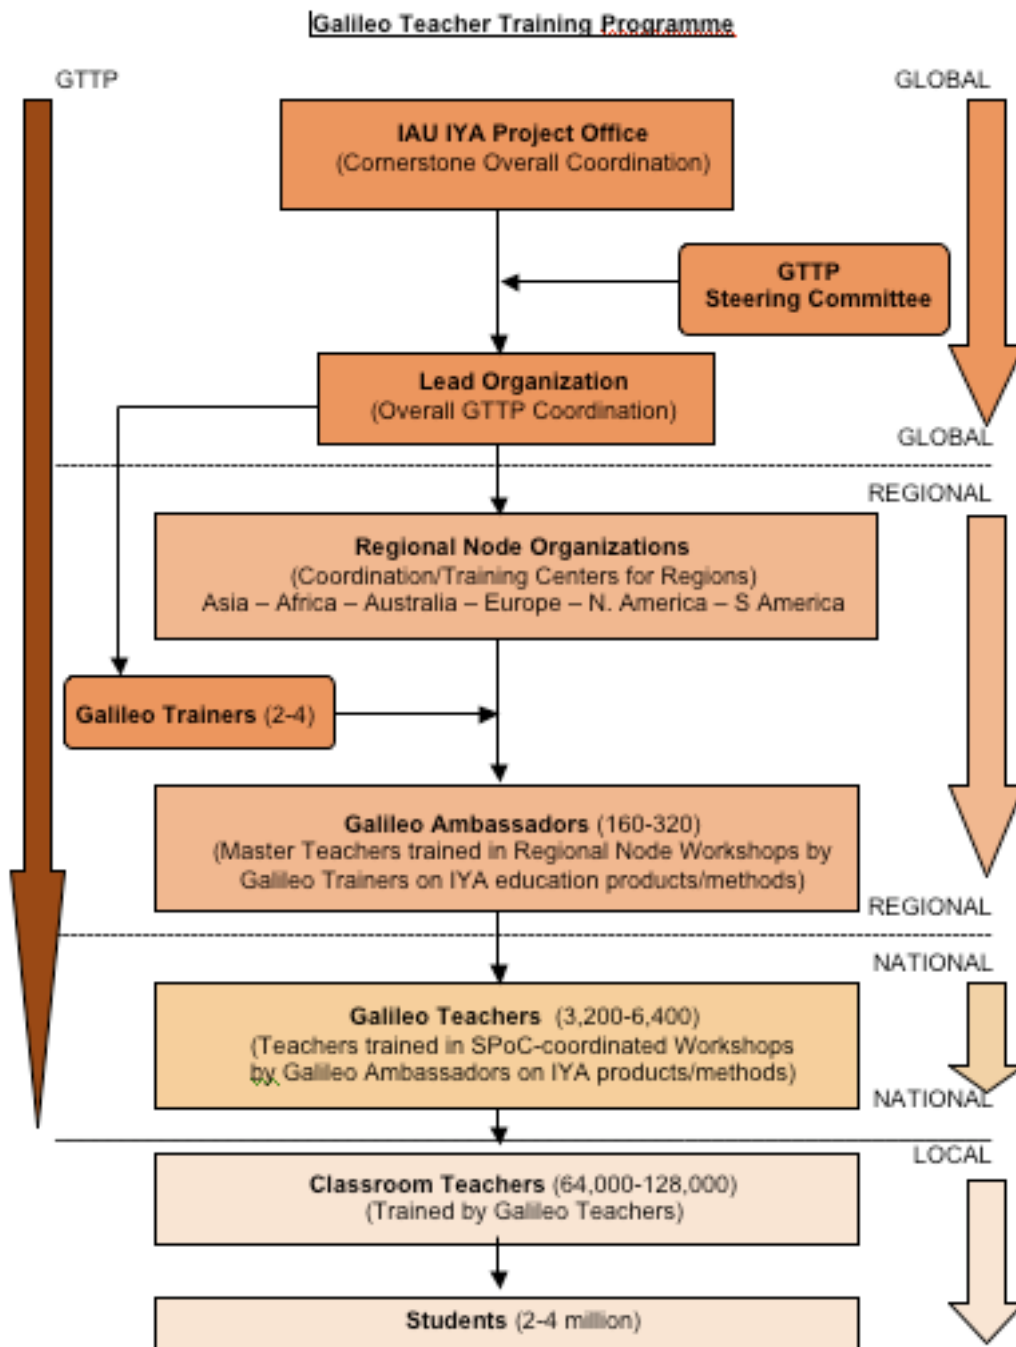 Galileo Teacher Training Programme
GTTP
GLOBAL
IAU IYA Project Office
(Cornerstone Overall Coordination)
GTTP
Steering Committee
Lead Organization
(Overall GTTP Coordination)
GLOBAL
REGIONAL
Regional Node Organizations
(Coordination/Training Centers for Regions)
Asia – Africa – Australia – Europe – N. America – S America
Galileo Trainers (2-4)
Galileo Ambassadors (160-320)
(Master Teachers trained in Regional Node Workshops by
Galileo Trainers on IYA education products/methods)
REGIONAL
NATIONAL
Galileo Teachers (3,200-6,400)
(Teachers trained in SPoC-coordinated Workshops
by Galileo Ambassadors on IYA products/methods)
NATIONAL
LOCAL
Classroom Teachers (64,000-128,000)
(Trained by Galileo Teachers)
Students (2-4 million)